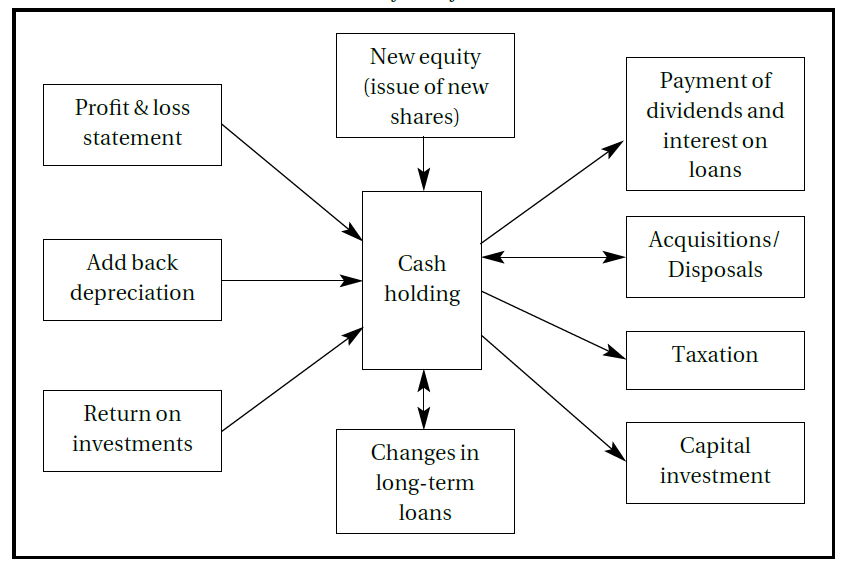 New equity
(issue of new
shares)
Profit & loss
statement
Payment of
dividends and
interest on
loans
Add back
depreciation
Cash
holding
Acquisitions/
Disposals
Taxation
Return on
investments
Changes in
long-term
loans
Capital
investment